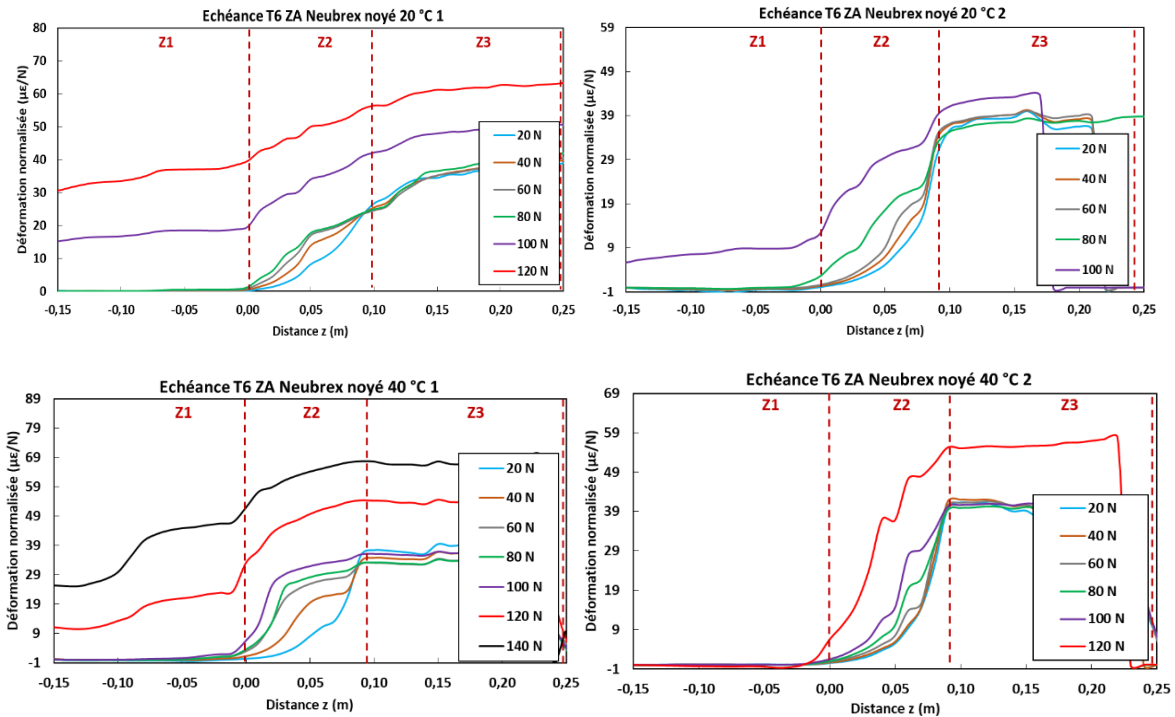 Echéance T6 ZA Neubrex noyé 20 °C 1
Déformation normalisée (µε/N)
80
70
60
50
40
30
20
10
0
Z1
Z2
Z3
20 N
40 N
60 N
80 N
100 N
120 N
-0,15
-0,10
-0,05
0,00
0,05
0,10
0,15
0,20
0,25
Distance z (m)
Echéance T6 ZA Neubrex noyé 20 °C 2
Déformation normalisée (µε/N)
59
49
39
29
19
9
-1
Z1
Z2
Z3
20 N
40 N
60 N
80 N
100 N
-0,15
-0,10
-0,05
0,00
0,05
0,10
0,15
0,20
0,25
Distance z (m)
Echéance T6 ZA Neubrex noyé 40 °C 1
Déformation normalisée (µε/N)
89
79
69
59
49
39
29
19
9
-1
Z1
Z2
Z3
20 N
40 N
60 N
80 N
100 N
120 N
140 N
-0,15
-0,10
-0,05
0,00
0,05
0,10
0,15
0,20
0,25
Distance z (m)
Echéance T6 ZA Neubrex noyé 40 °C 2
Déformation normalisée (µε/N)
69
59
49
39
29
19
9
-1
Z1
Z2
Z3
20 N
40 N
60 N
80 N
100 N
120 N
-0,15
-0,10
-0,05
0,00
0,05
0,10
0,15
0,20
0,25
Distance z (m)